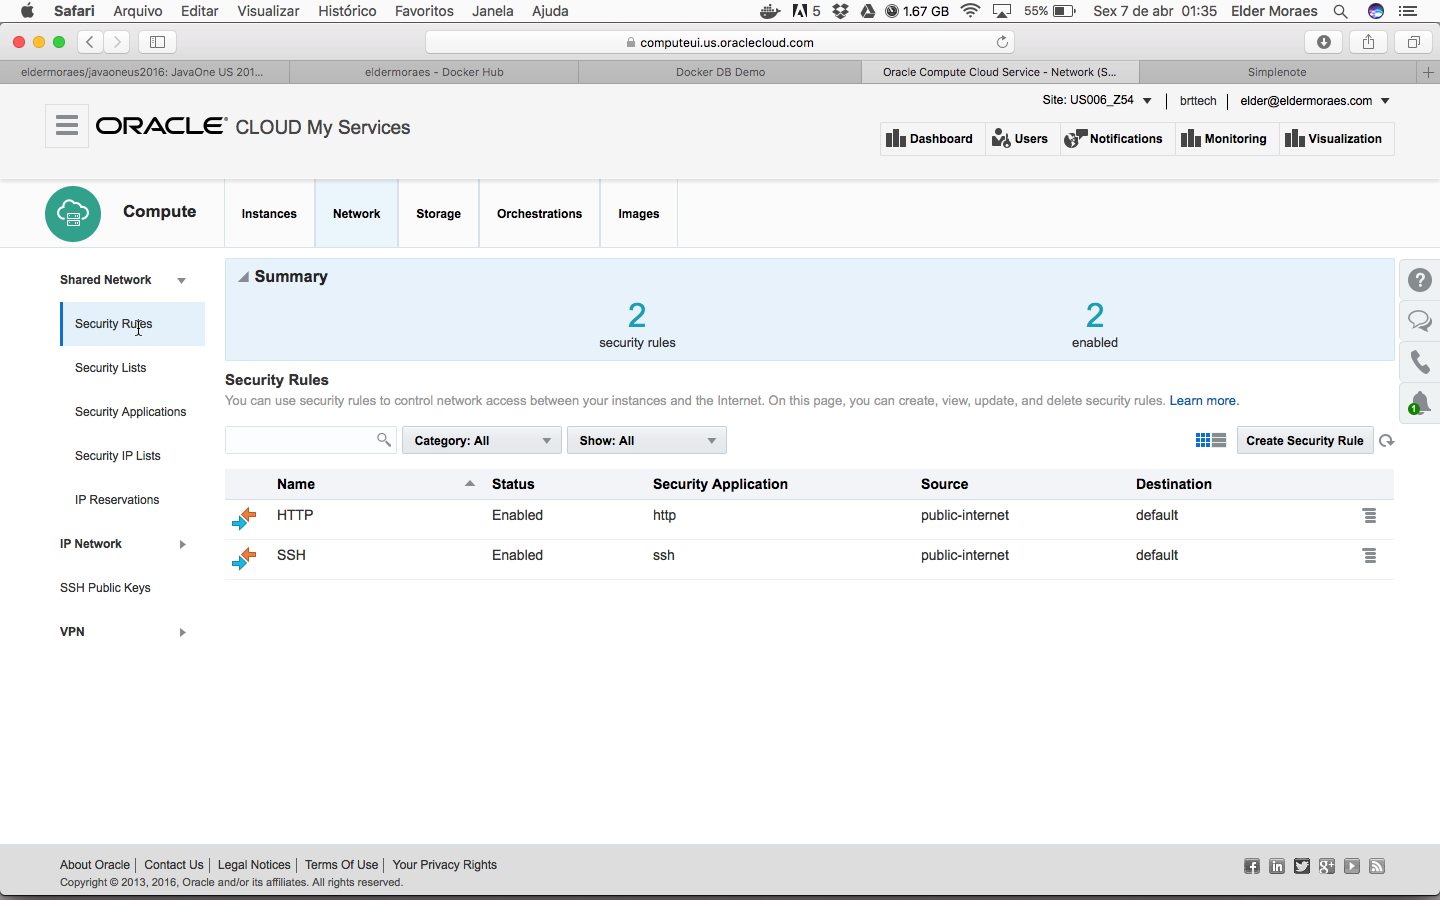 Safari Arquivo Editar Visualizar Histórico Favoritos Janela Ajuda 5 1.67 GB 55% Sex 7 de abr 01:35 Elder Moraes
computeui.us.oraclecloud.com
eldermoraes/javaoneus2016: JavaOne US 201... eldermoraes - Docker Hub Docker DB Demo Oracle Compute Cloud Service - Network (S... Simplenote
Site: US006_Z54 brttech elder@eldermoraes.com
ORACLE CLOUD My Services
Dashboard Users Notifications Monitoring Visualization
Compute Instances Network Storage Orchestrations Images
Shared Network
Security Rules
Security Lists
Security Applications
Security IP Lists
IP Reservations
IP Network
SSH Public Keys
VPN
Summary
2 2
security rules enabled
Security Rules
You can use security rules to control network access between your instances and the Internet. On this page, you can create, view, update, and delete security rules. Learn more.
Category: All Show: All Create Security Rule
Name Status Security Application Source Destination
HTTP Enabled http public-internet default
SSH Enabled ssh public-internet default
1
About Oracle Contact Us Legal Notices Terms Of Use Your Privacy Rights
Copyright © 2013, 2016, Oracle and/or its affiliates. All rights reserved.